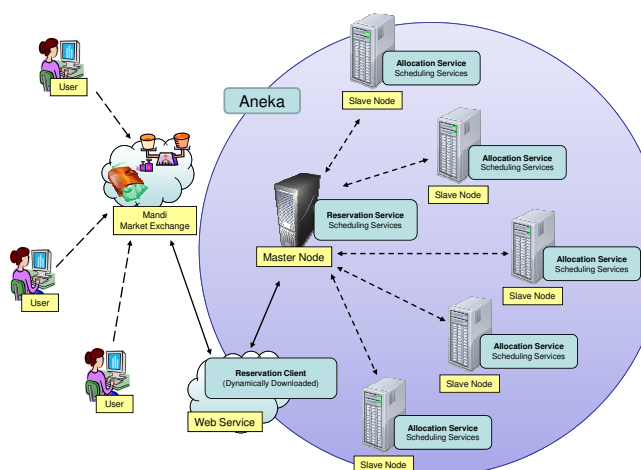 Allocation Service
Scheduling Services
User
Aneka
Slave Node
Allocation Service
Scheduling Services
Slave Node
Mandi
Market Exchange
Reservation Service
Scheduling Services
Master Node
Allocation Service
Scheduling Services
Slave Node
User
Allocation Service
Scheduling Services
Slave Node
Reservation Client
(Dynamically Downloaded)
User
Web Service
Allocation Service
Scheduling Services
Slave Node